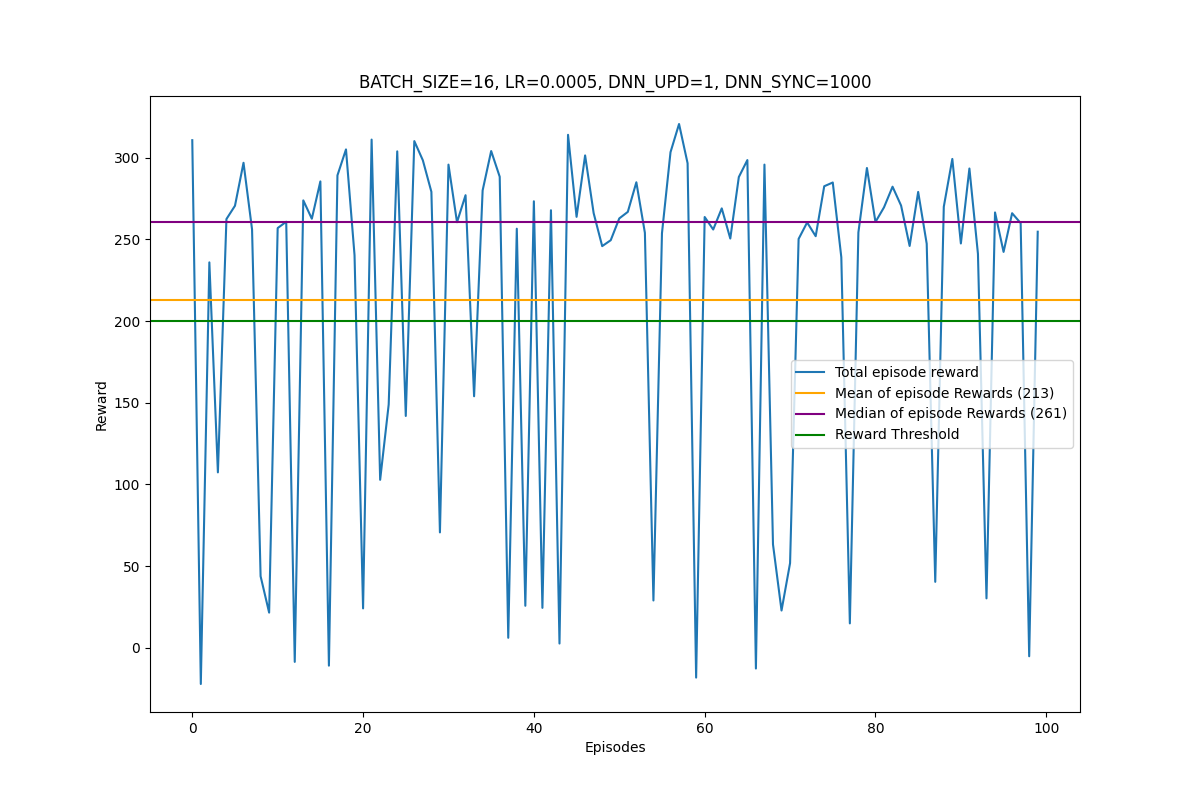 BATCH_SIZE=16, LR=0.0005, DNN_UPD=1, DNN_SYNC=1000
300
250
200
150
100
50
0
Reward
Total episode reward
Mean of episode Rewards (213)
Median of episode Rewards (261)
Reward Threshold
0 20 40 60 80 100
Episodes